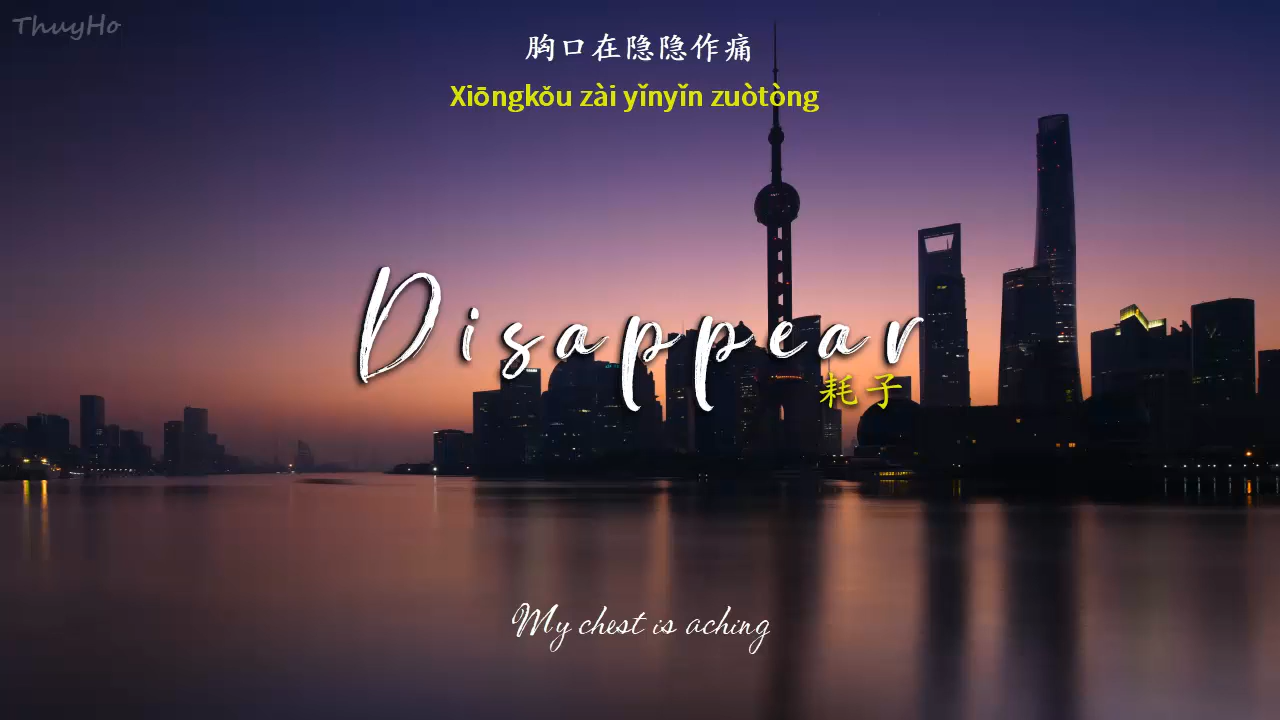 ThuyHo
胸口在隐隐作痛
Xiōngkǒu zài yǐnyǐn zuòtòng
Disappear
耗子
My chest is aching